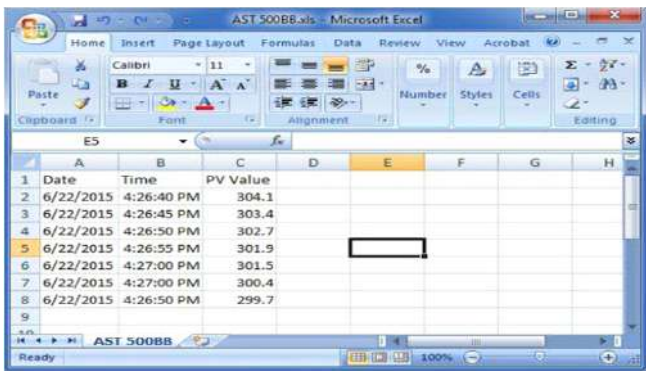 AST 500BB.xls - Microsoft Excel
Home Insert Page Layout Formulas Data Review View Acrobat
Paste
Calibri 11
B I U A A
A
%
Number
Styles
Cells
Σ
Clipboard Font Alignment Editing
E5 fx
A B C D E F G H
1 Date Time PV Value
2 6/22/2015 4:26:40 PM 304.1
3 6/22/2015 4:26:45 PM 303.4
4 6/22/2015 4:26:50 PM 302.7
5 6/22/2015 4:26:55 PM 301.9
6 6/22/2015 4:27:00 PM 301.5
7 6/22/2015 4:27:00 PM 300.4
8 6/22/2015 4:26:50 PM 299.7
9
10
AST 500BB
Ready 100%